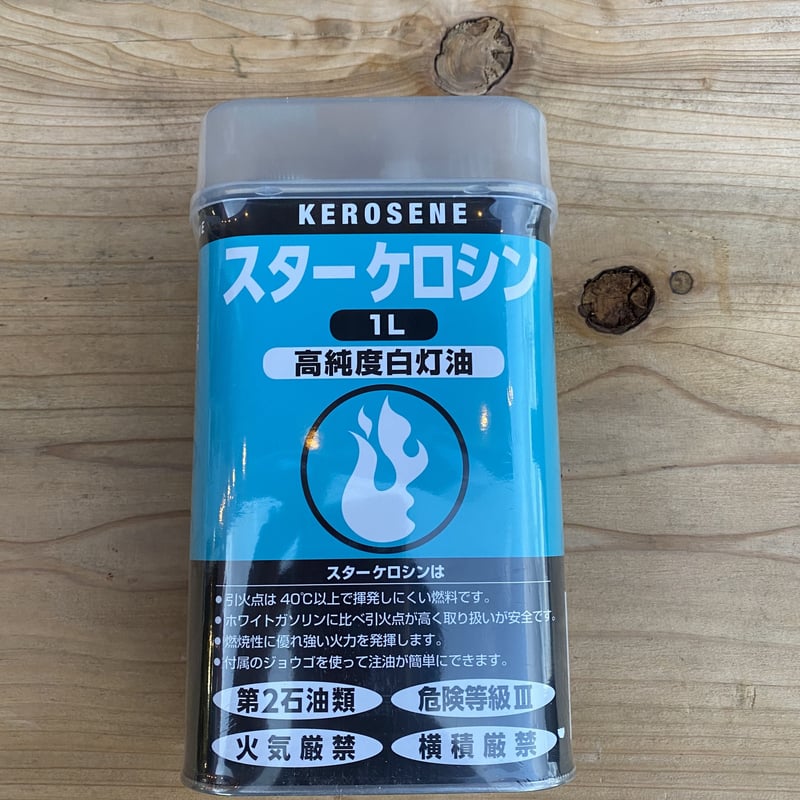 KEROSENE
スターケロシン
1L
高純度白灯油
スターケロシンは
●引火点は40℃以上で揮発しにくい燃料です。
●ホワイトガソリンに比べ引火点が高く取り扱いが安全です。
●燃焼性に優れ強い火力を発揮します。
●付属のジョウゴを使って注油が簡単にできます。
第2石油類 危険等級Ⅲ
火気厳禁 横積厳禁